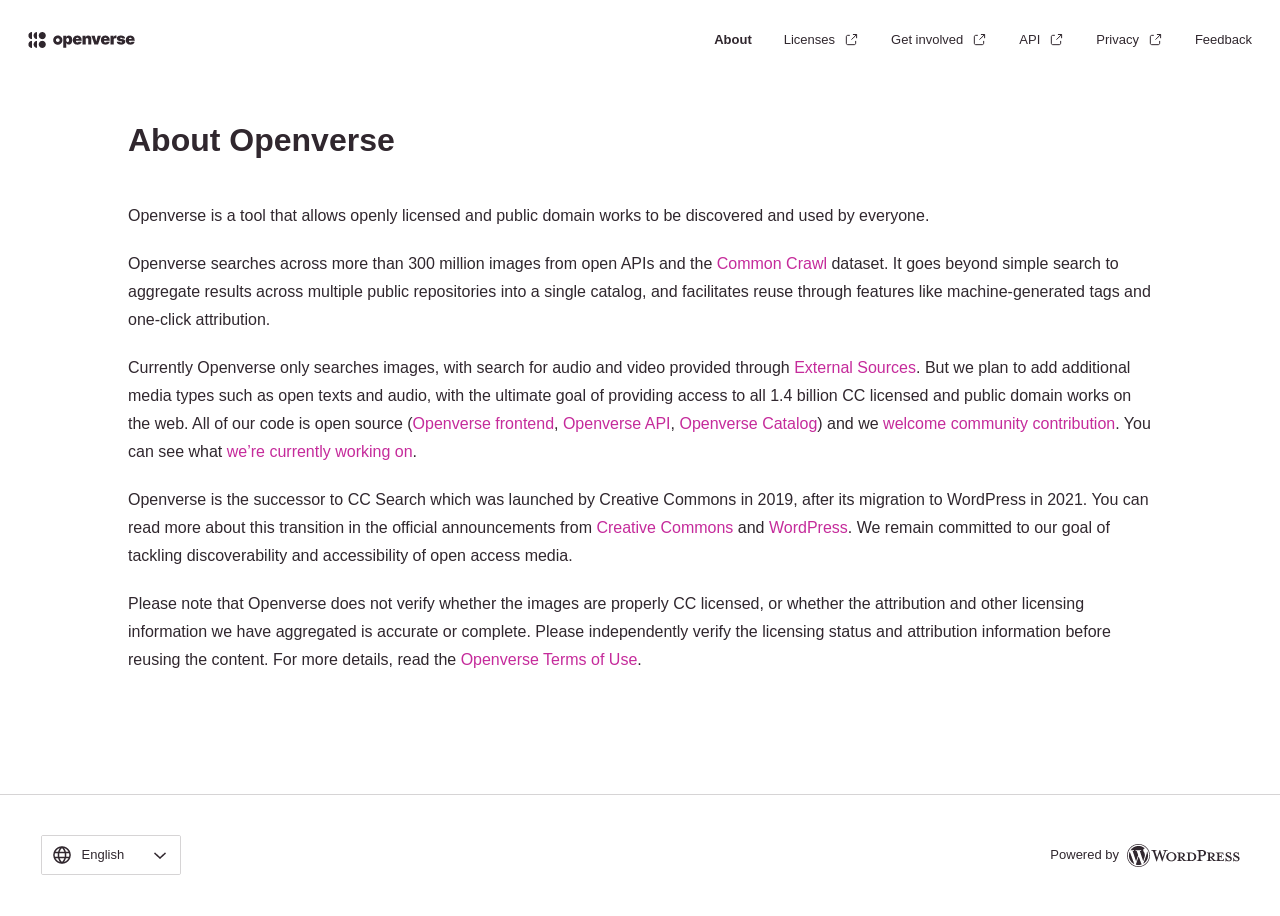 openverse
About Licenses Get involved API Privacy Feedback
About Openverse
Openverse is a tool that allows openly licensed and public domain works to be discovered and used by everyone.
Openverse searches across more than 300 million images from open APIs and the Common Crawl dataset. It goes beyond simple search to
aggregate results across multiple public repositories into a single catalog, and facilitates reuse through features like machine-generated tags and
one-click attribution.
Currently Openverse only searches images, with search for audio and video provided through External Sources. But we plan to add additional
media types such as open texts and audio, with the ultimate goal of providing access to all 1.4 billion CC licensed and public domain works on
the web. All of our code is open source (Openverse frontend, Openverse API, Openverse Catalog) and we welcome community contribution. You
can see what we’re currently working on.
Openverse is the successor to CC Search which was launched by Creative Commons in 2019, after its migration to WordPress in 2021. You can
read more about this transition in the official announcements from Creative Commons and WordPress. We remain committed to our goal of
tackling discoverability and accessibility of open access media.
Please note that Openverse does not verify whether the images are properly CC licensed, or whether the attribution and other licensing
information we have aggregated is accurate or complete. Please independently verify the licensing status and attribution information before
reusing the content. For more details, read the Openverse Terms of Use.
English
Powered by WordPress